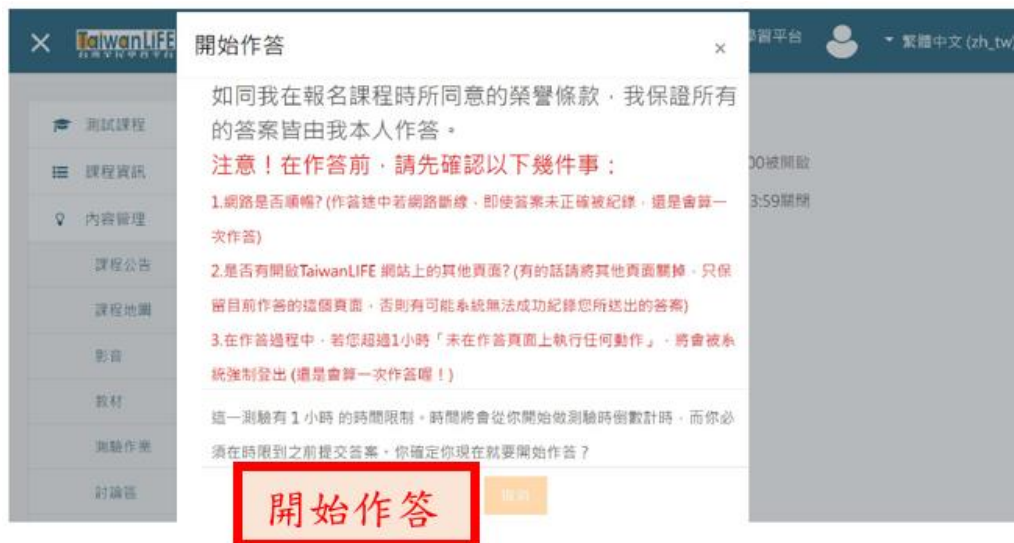 TaiwanLIFE
開始作答
×
習平台
繁體中文 (zh_tw)
如同我在報名課程時所同意的榮譽條款，我保證所有
的答案皆由我本人作答。
注意！在作答前，請先確認以下幾件事：
1.網路是否順暢? (作答途中若網路斷線，即使答案未正確被紀錄，還是會算一
次作答)
2.是否有開啟TaiwanLIFE 網站上的其他頁面? (有的話請將其他頁面關掉，只保
留目前作答的這個頁面，否則有可能系統無法成功紀錄您所送出的答案)
3.在作答過程中，若您超過1小時「未在作答頁面上執行任何動作」，將會被系
統強制登出 (還是會算一次作答喔！)
這一測驗有 1 小時 的時間限制。時間將會從你開始做測驗時倒數計時，而你必
須在時限到之前提交答案。你確定你現在就要開始作答？
開始作答
取消
測試課程
課程資訊
內容管理
課程公告
課程地圖
影音
教材
測驗作業
討論區
00被開啟
3:59關閉